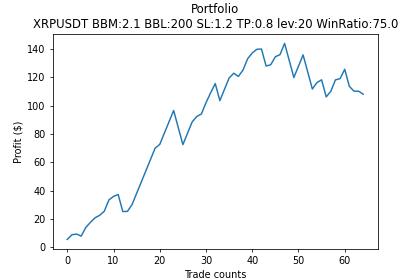 Portfolio
XRPUSDT BBM:2.1 BBL:200 SL:1.2 TP:0.8 lev:20 WinRatio:75.0
140
120
100
80
60
40
20
0
Profit ($)
0 10 20 30 40 50 60
Trade counts